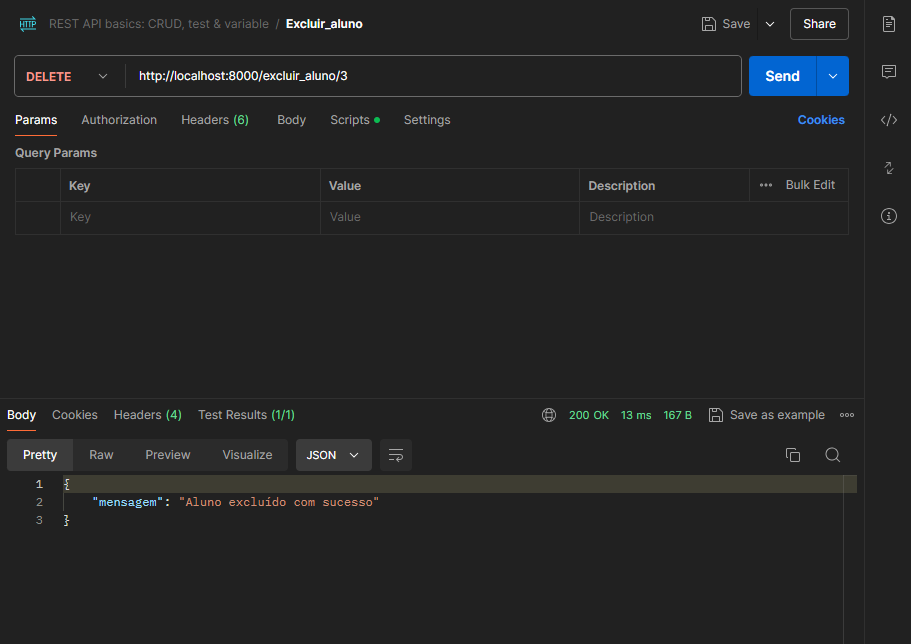 HTTP REST API basics: CRUD, test & variable / Excluir_aluno Save Share
DELETE http://localhost:8000/excluir_aluno/3 Send
Params Authorization Headers (6) Body Scripts Settings Cookies
Query Params
Key Value Description Bulk Edit
Key Value Description
Body Cookies Headers (4) Test Results (1/1) 200 OK 13 ms 167 B Save as example
Pretty Raw Preview Visualize JSON
1 {
2 "mensagem": "Aluno excluído com sucesso"
3 }